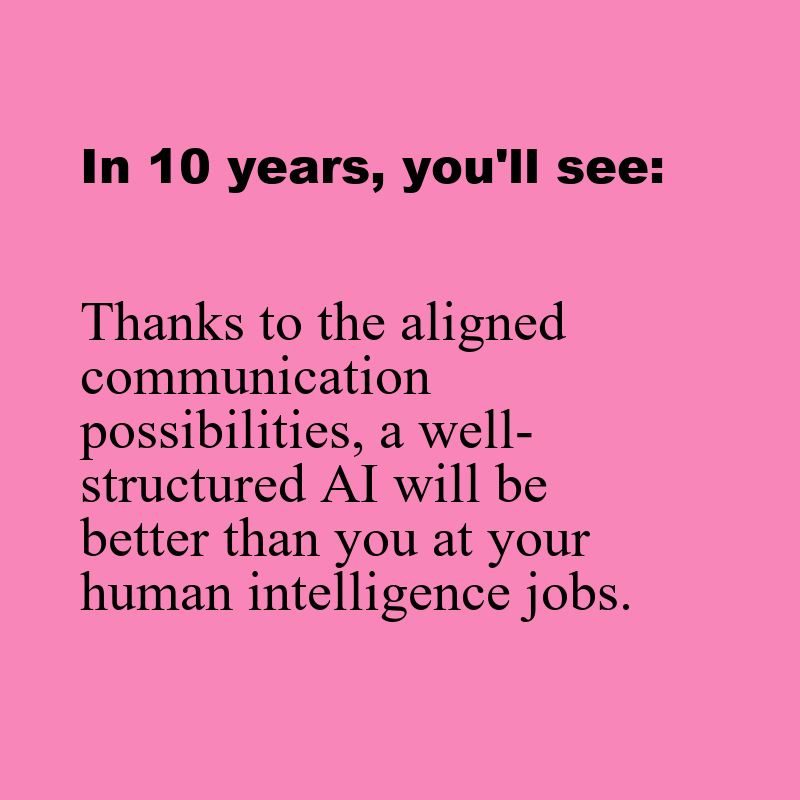 In 10 years, you'll see:
Thanks to the aligned
communication
possibilities, a well-
structured AI will be
better than you at your
human intelligence jobs.